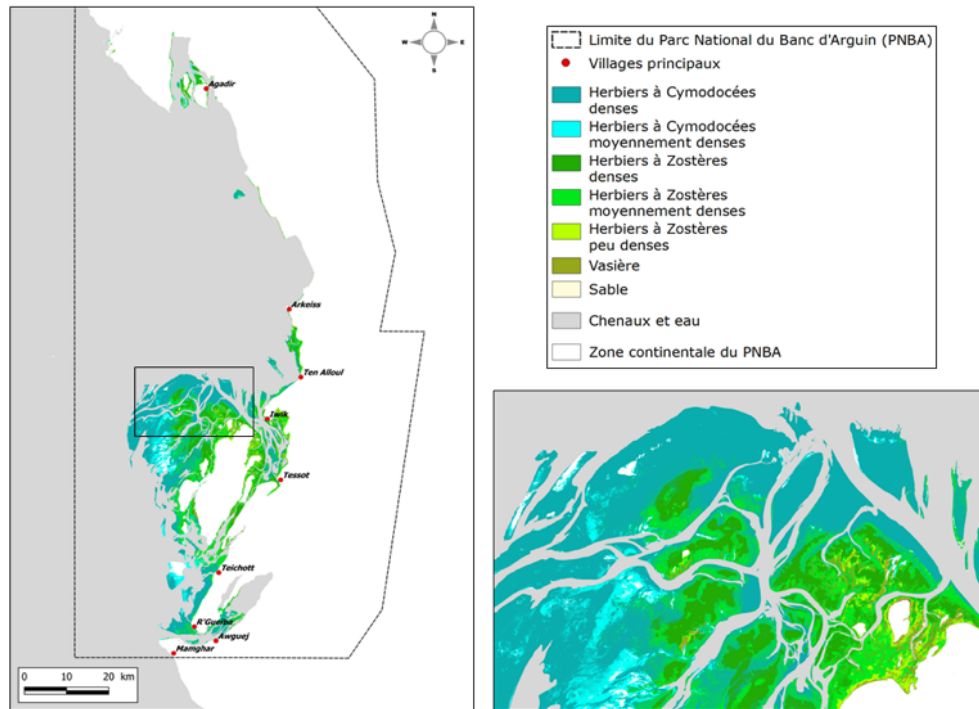 N
W
E
S
Agadir
Arkeiss
Ten Alloul
Iwik
Tessot
Teichott
R'Gueiba
Awguej
Mamghar
0 10 20 km
Limite du Parc National du Banc d'Arguin (PNBA)
Villages principaux
Herbiers à Cymodocées
denses
Herbiers à Cymodocées
moyennement denses
Herbiers à Zostères
denses
Herbiers à Zostères
moyennement denses
Herbiers à Zostères
peu denses
Vasière
Sable
Chenaux et eau
Zone continentale du PNBA